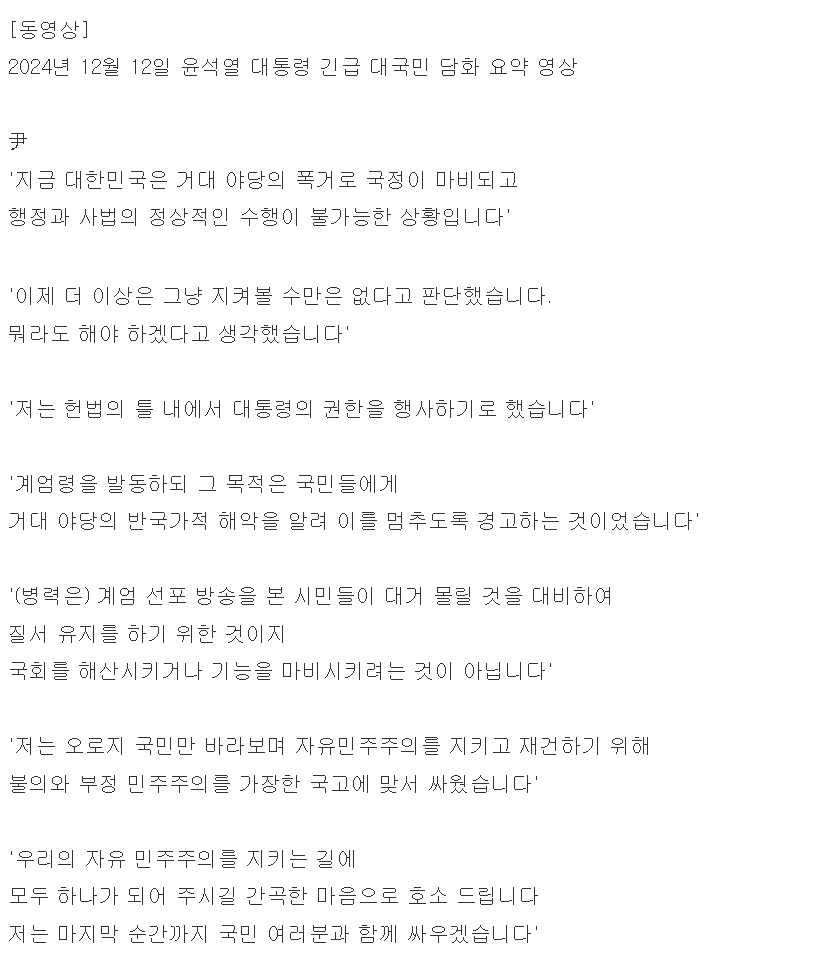 [동영상]
2024년 12월 12일 윤석열 대통령 긴급 대국민 담화 요약 영상
尹
'지금 대한민국은 거대 야당의 폭거로 국정이 마비되고
행정과 사법의 정상적인 수행이 불가능한 상황입니다'
'이제 더 이상은 그냥 지켜볼 수만은 없다고 판단했습니다.
뭐라도 해야 하겠다고 생각했습니다'
'저는 헌법의 틀 내에서 대통령의 권한을 행사하기로 했습니다'
'계엄령을 발동하되 그 목적은 국민들에게
거대 야당의 반국가적 해악을 알려 이를 멈추도록 경고하는 것이었습니다'
'(병력은) 계엄 선포 방송을 본 시민들이 대거 몰릴 것을 대비하여
질서 유지를 하기 위한 것이지
국회를 해산시키거나 기능을 마비시키려는 것이 아닙니다'
'저는 오로지 국민만 바라보며 자유민주주의를 지키고 재건하기 위해
불의와 부정 민주주의를 가장한 국고에 맞서 싸웠습니다'
'우리의 자유 민주주의를 지키는 길에
모두 하나가 되어 주시길 간곡한 마음으로 호소 드립니다
저는 마지막 순간까지 국민 여러분과 함께 싸우겠습니다'